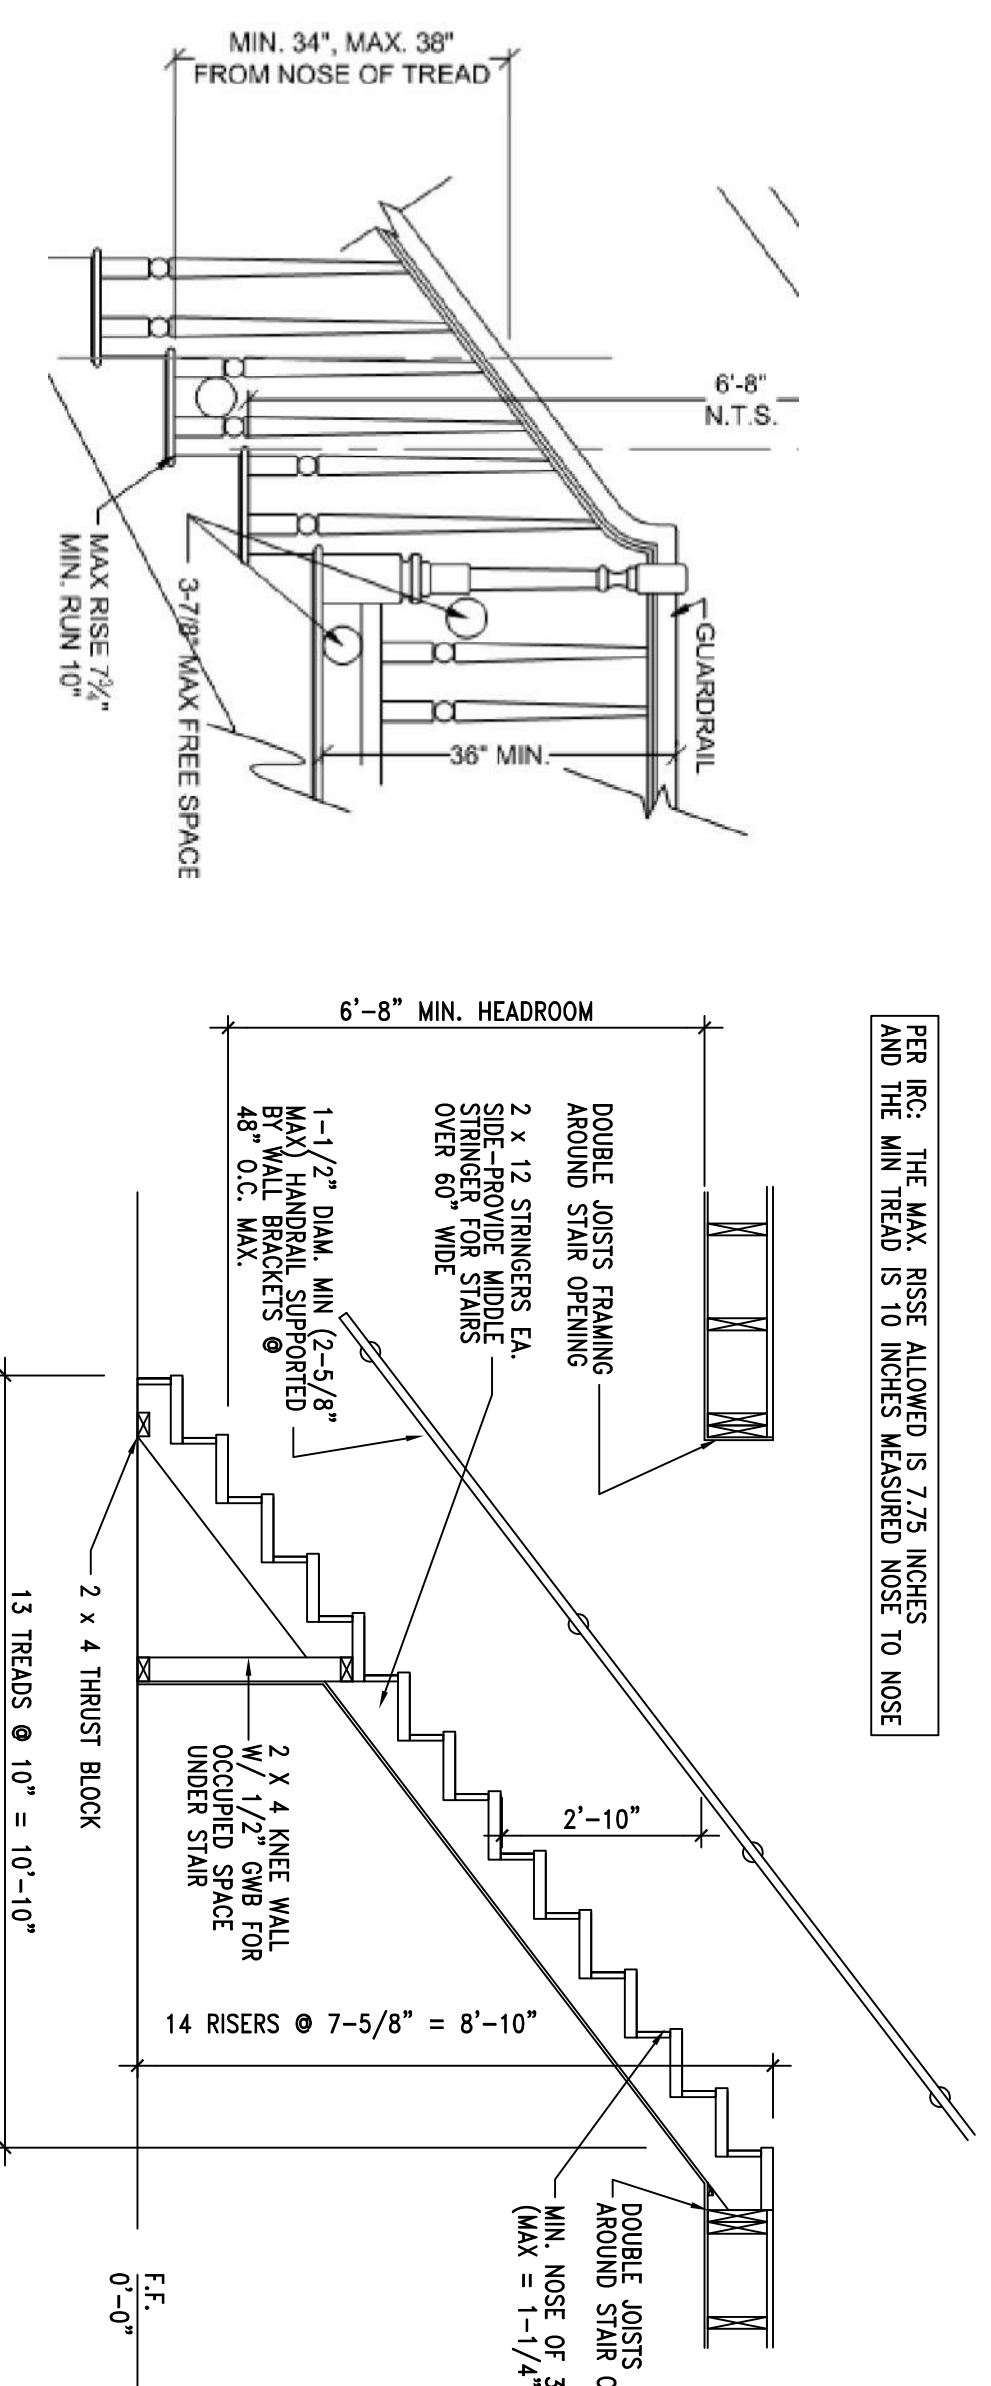 MIN. 34", MAX. 38"
FROM NOSE OF TREAD
6'-8"
N.T.S.
GUARDRAIL
36" MIN.
3-7/8" MAX FREE SPACE
MAX RISE 7¾"
MIN. RUN 10"
PER IRC: THE MAX. RISSE ALLOWED IS 7.75 INCHES
AND THE MIN TREAD IS 10 INCHES MEASURED NOSE TO NOSE
6'-8" MIN. HEADROOM
DOUBLE JOISTS FRAMING
AROUND STAIR OPENING
2 x 12 STRINGERS EA.
SIDE-PROVIDE MIDDLE
STRINGER FOR STAIRS
OVER 60" WIDE
1-1/2" DIAM. MIN (2-5/8"
MAX) HANDRAIL SUPPORTED
BY WALL BRACKETS @
48" O.C. MAX.
2'-10"
2 X 4 KNEE WALL
W/ 1/2" GWB FOR
OCCUPIED SPACE
UNDER STAIR
2 x 4 THRUST BLOCK
13 TREADS @ 10" = 10'-10"
14 RISERS @ 7-5/8" = 8'-10"
DOUBLE JOISTS
AROUND STAIR
MIN. NOSE OF 3
(MAX = 1-1/4"
F.F.
0'-0"